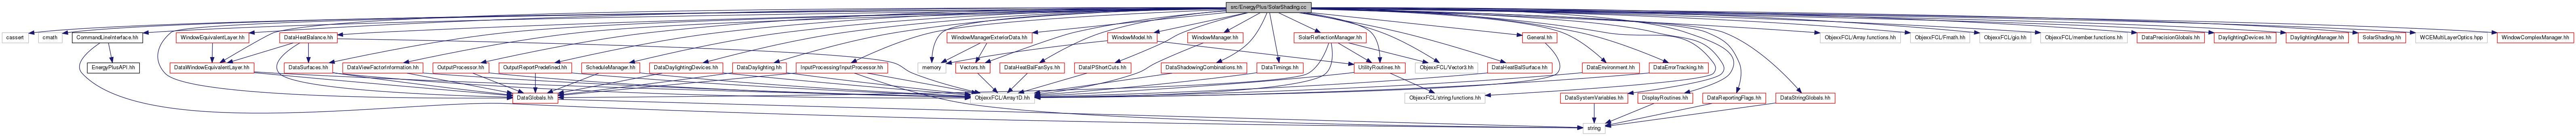 src/EnergyPlus/SolarShading.cc
cassert
cmath
CommandLineInterface.hh
WindowEquivalentLayer.hh
DataHeatBalance.hh
WindowManagerExteriorData.hh
WindowModel.hh
WindowManager.hh
SolarReflectionManager.hh
General.hh
ObjexxFCL/Array.functions.hh
ObjexxFCL/Fmath.hh
ObjexxFCL/gio.hh
ObjexxFCL/member.functions.hh
DataPrecisionGlobals.hh
DaylightingDevices.hh
DaylightingManager.hh
SolarShading.hh
WCEMultiLayerOptics.hpp
WindowComplexManager.hh
EnergyPlusAPI.hh
DataWindowEquivalentLayer.hh
DataSurfaces.hh
DataViewFactorInformation.hh
OutputProcessor.hh
OutputReportPredefined.hh
ScheduleManager.hh
DataDaylightingDevices.hh
DataDaylighting.hh
InputProcessing/InputProcessor.hh
memory
Vectors.hh
DataHeatBalFanSys.hh
DataIPShortCuts.hh
DataShadowingCombinations.hh
DataTimings.hh
UtilityRoutines.hh
ObjexxFCL/Vector3.hh
DataHeatBalSurface.hh
DataEnvironment.hh
DataErrorTracking.hh
DataGlobals.hh
ObjexxFCL/Array1D.hh
ObjexxFCL/string.functions.hh
DataSystemVariables.hh
DisplayRoutines.hh
DataReportingFlags.hh
DataStringGlobals.hh
string